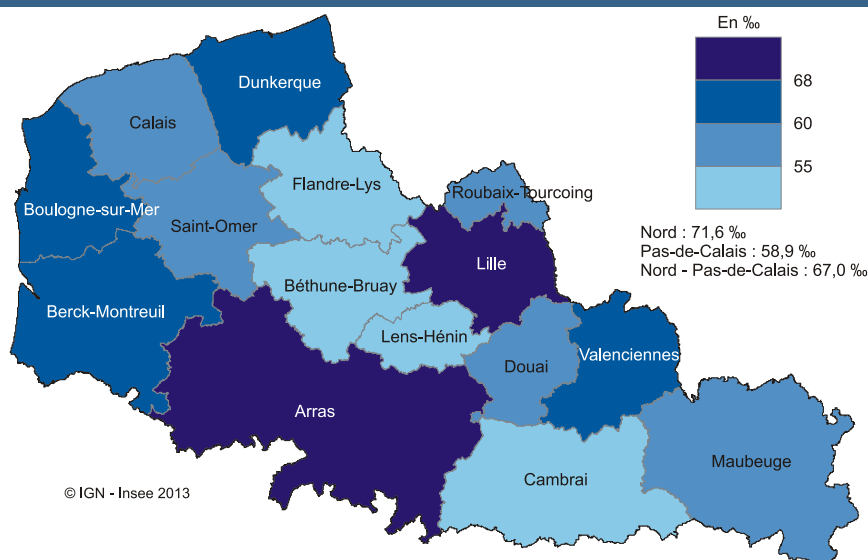 En ‰
68
60
55
Nord : 71,6 ‰
Pas-de-Calais : 58,9 ‰
Nord - Pas-de-Calais : 67,0 ‰
Dunkerque
Calais
Flandre-Lys
Roubaix-Tourcoing
Boulogne-sur-Mer
Saint-Omer
Lille
Béthune-Bruay
Berck-Montreuil
Lens-Hénin
Douai
Valenciennes
Arras
Maubeuge
Cambrai
© IGN - Insee 2013